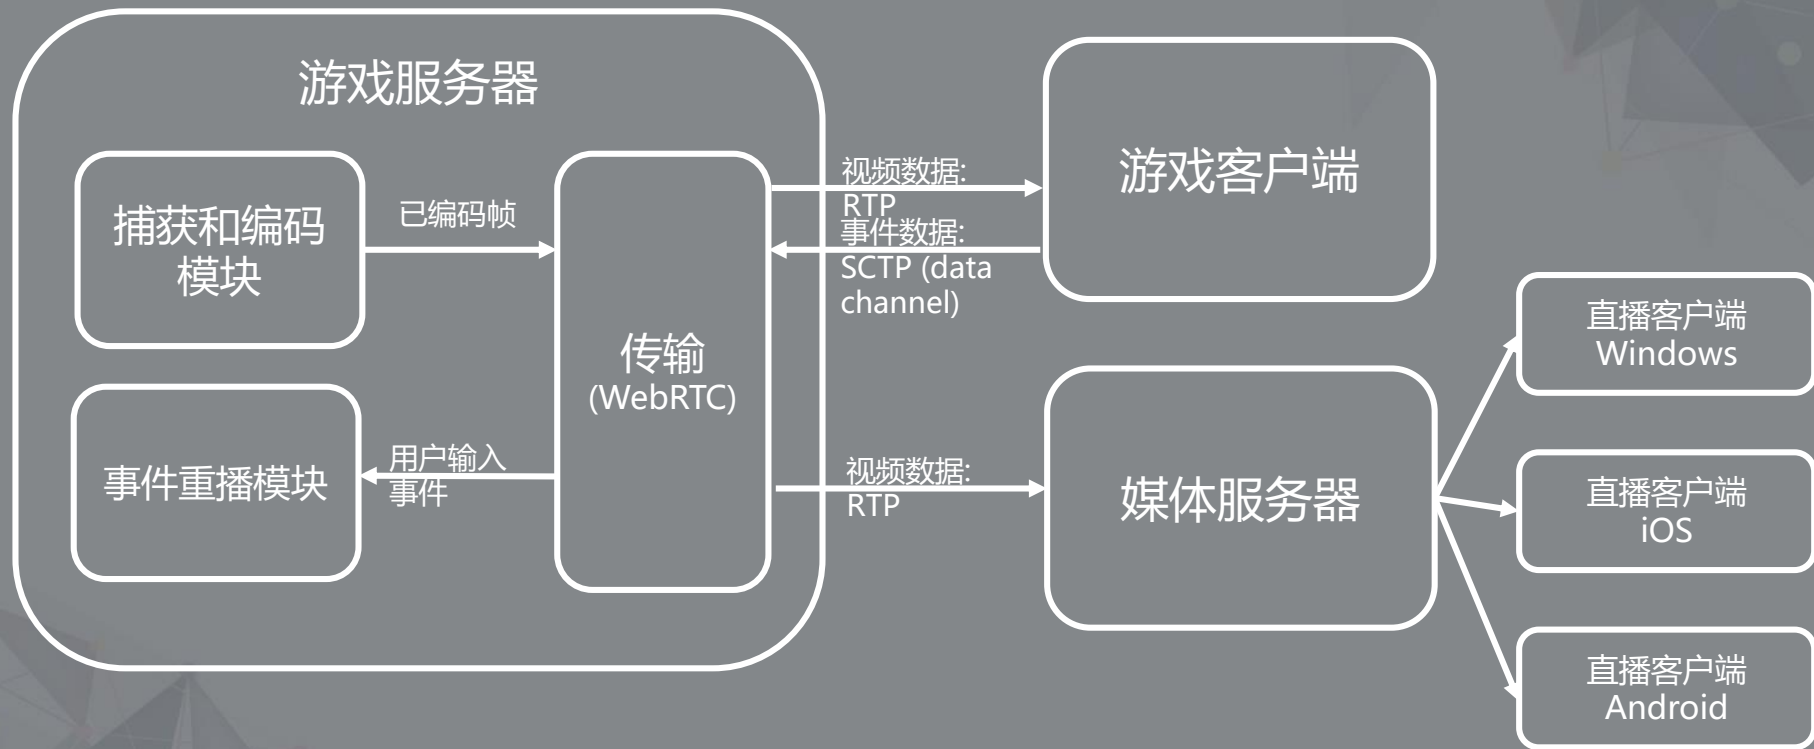 游戏服务器
捕获和编码
模块
已编码帧
事件重播模块
用户输入
事件
传输
(WebRTC)
视频数据:
RTP
事件数据:
SCTP (data
channel)
视频数据:
RTP
游戏客户端
媒体服务器
直播客户端
Windows
直播客户端
iOS
直播客户端
Android